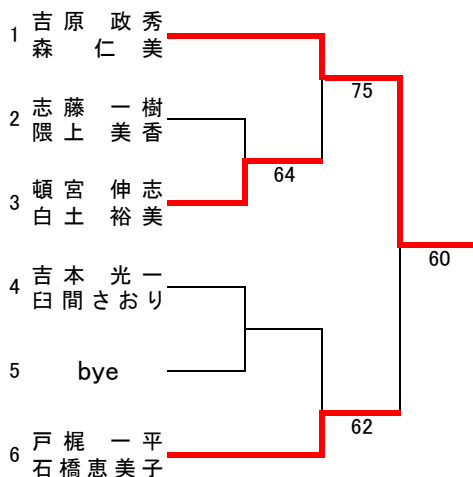 1 吉原 政秀
森 仁美
75
2 志藤 一樹
隈上 美香
64
3 頓宮 伸志
白土 裕美
60
4 吉本 光一
臼間さおり
5 bye
62
6 戸梶 一平
石橋恵美子